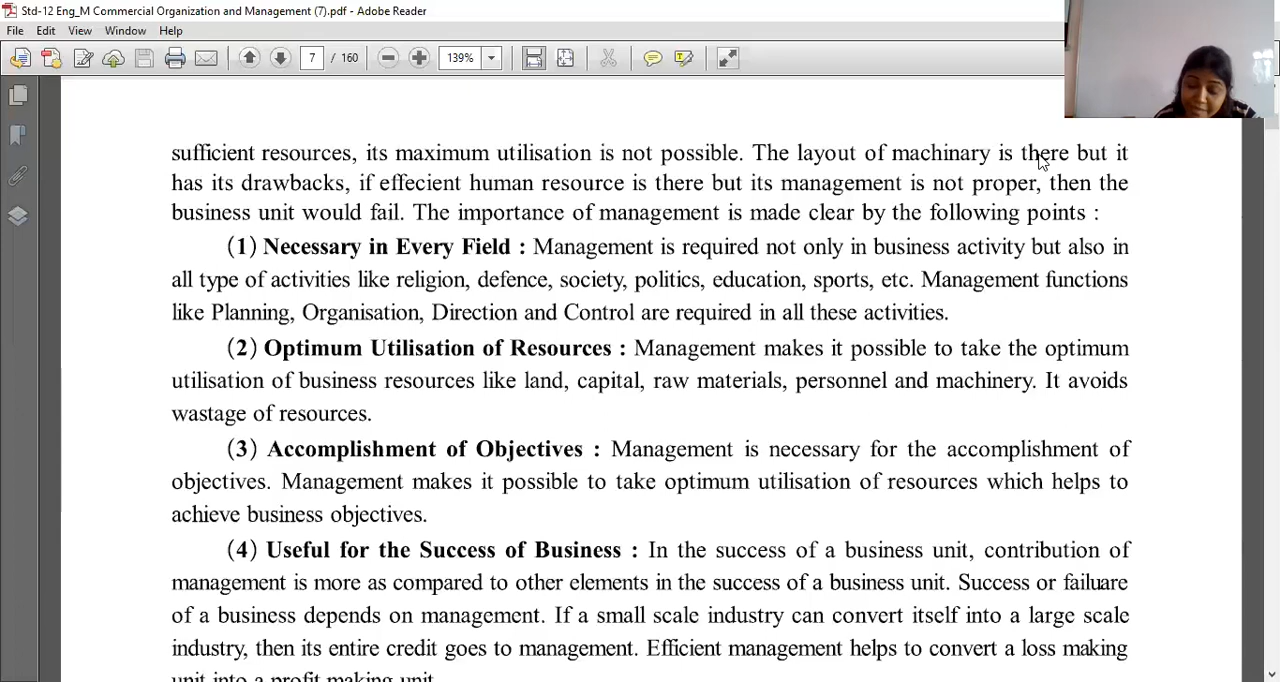 Std-12 Eng_M Commercial Organization and Management (7).pdf - Adobe Reader
File Edit View Window Help
7 / 160 139%
sufficient resources, its maximum utilisation is not possible. The layout of machinary is there but it
has its drawbacks, if effecient human resource is there but its management is not proper, then the
business unit would fail. The importance of management is made clear by the following points :
(1) Necessary in Every Field : Management is required not only in business activity but also in
all type of activities like religion, defence, society, politics, education, sports, etc. Management functions
like Planning, Organisation, Direction and Control are required in all these activities.
(2) Optimum Utilisation of Resources : Management makes it possible to take the optimum
utilisation of business resources like land, capital, raw materials, personnel and machinery. It avoids
wastage of resources.
(3) Accomplishment of Objectives : Management is necessary for the accomplishment of
objectives. Management makes it possible to take optimum utilisation of resources which helps to
achieve business objectives.
(4) Useful for the Success of Business : In the success of a business unit, contribution of
management is more as compared to other elements in the success of a business unit. Success or failuare
of a business depends on management. If a small scale industry can convert itself into a large scale
industry, then its entire credit goes to management. Efficient management helps to convert a loss making
unit into a profit making unit.